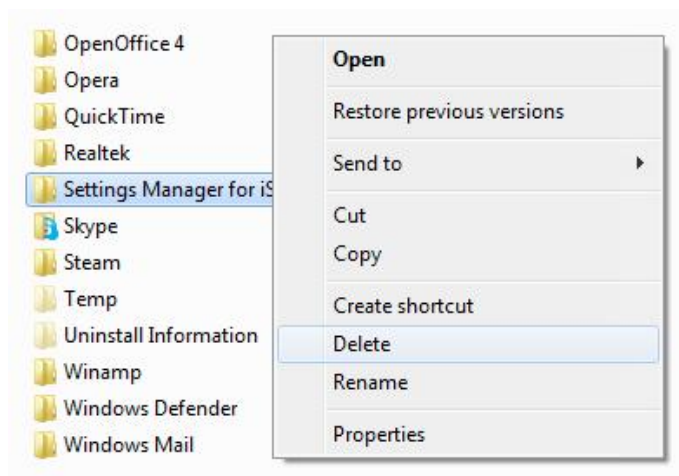 OpenOffice 4
Opera
QuickTime
Realtek
Settings Manager for iS
Skype
Steam
Temp
Uninstall Information
Winamp
Windows Defender
Windows Mail
Open
Restore previous versions
Send to
Cut
Copy
Create shortcut
Delete
Rename
Properties